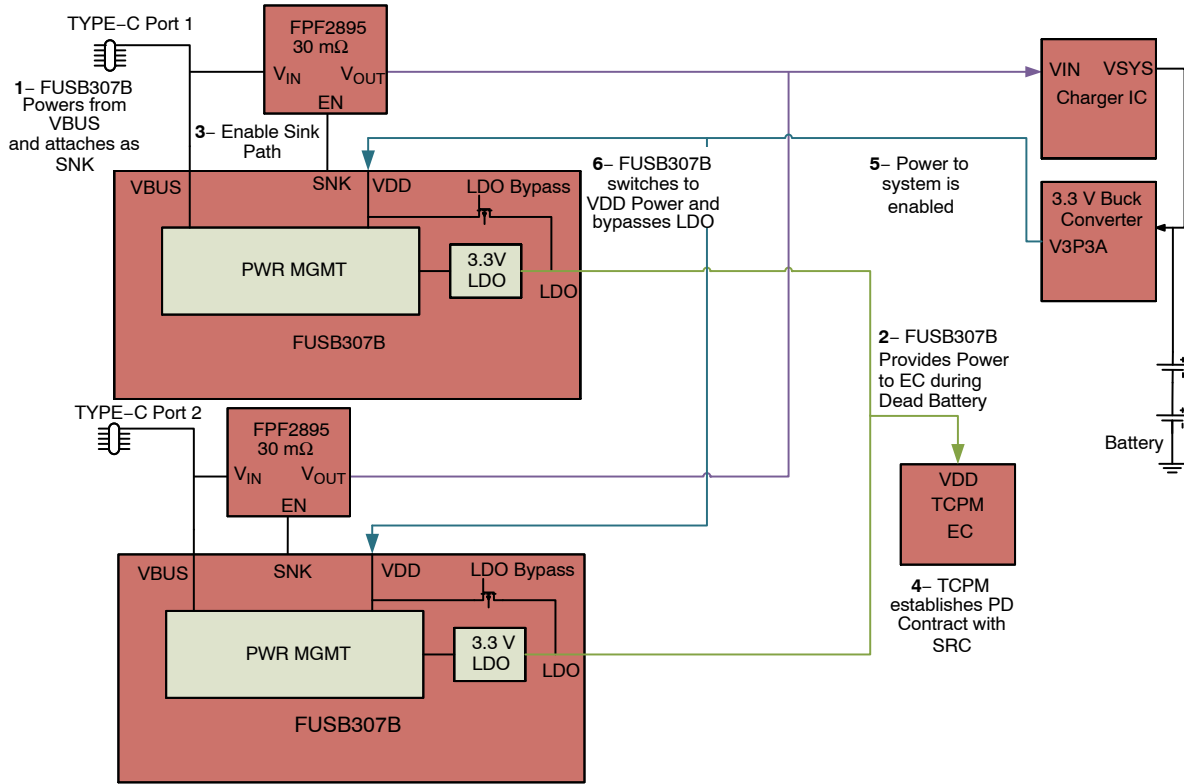 TYPE−C Port 1
1− FUSB307B
Powers from
VBUS
and attaches as
SNK
FPF2895
30 mΩ
VIN
VOUT
EN
3− Enable Sink
Path
VBUS
SNK
VDD
LDO Bypass
PWR MGMT
3.3V
LDO
LDO
FUSB307B
6− FUSB307B
switches to
VDD Power and
bypasses LDO
5− Power to
system is
enabled
VIN
VSYS
Charger IC
3.3 V Buck
Converter
V3P3A
2− FUSB307B
Provides Power
to EC during
Dead Battery
Battery
VDD
TCPM
EC
4− TCPM
establishes PD
Contract with
SRC
TYPE−C Port 2
FPF2895
30 mΩ
VIN
VOUT
EN
VBUS
SNK
VDD
LDO Bypass
PWR MGMT
3.3 V
LDO
LDO
FUSB307B